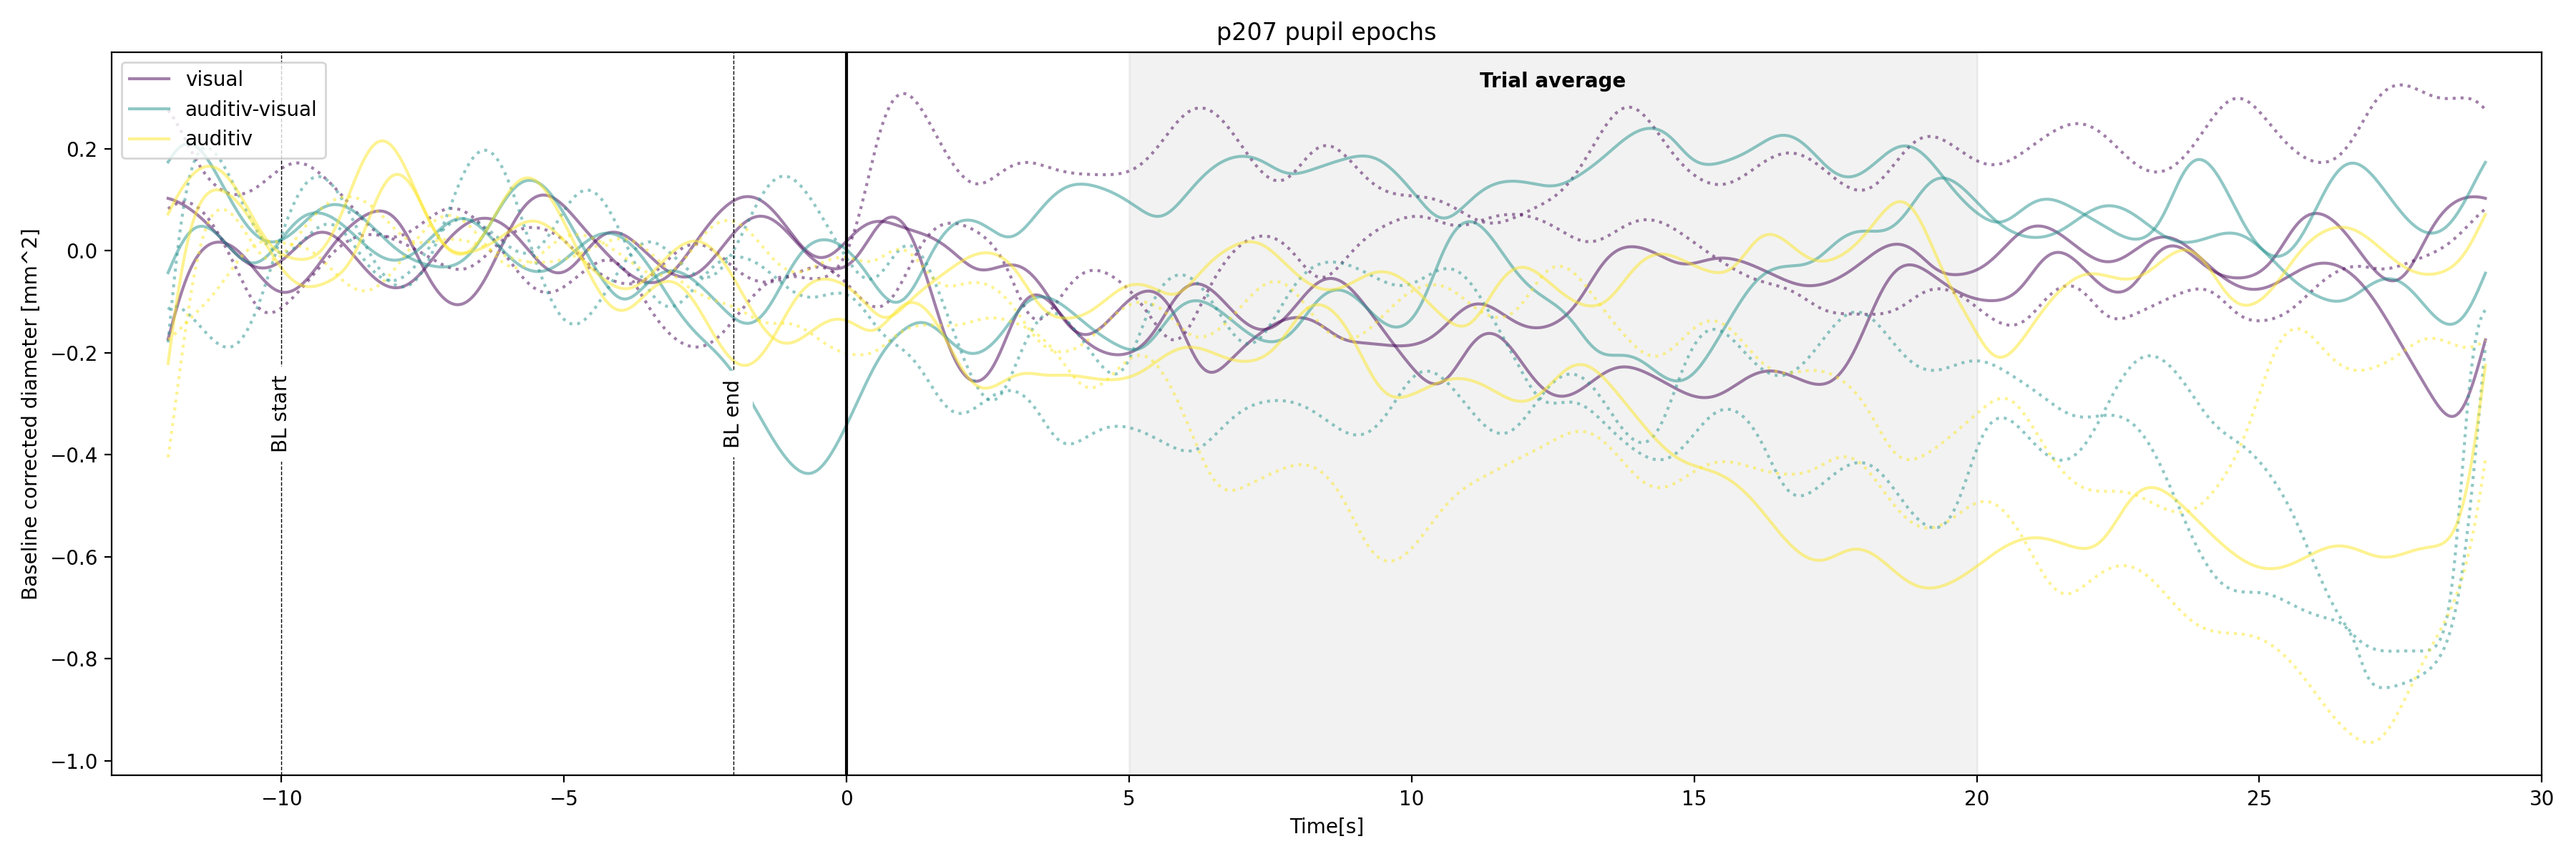 p207 pupil epochs
visual
auditiv-visual
auditiv
Trial average
BL start
BL end
Baseline corrected diameter [mm^2]
0.2
0.0
−0.2
−0.4
−0.6
−0.8
−1.0
−10 −5 0 5 10 15 20 25 30
Time[s]